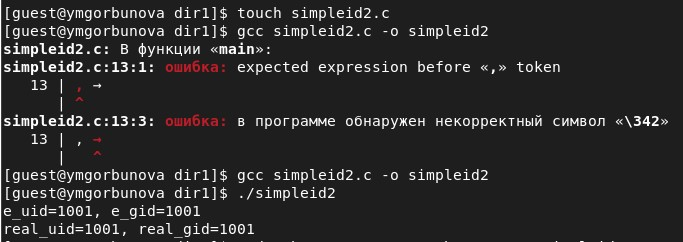 [guest@ymgorbunova dir1]$ touch simpleid2.c
[guest@ymgorbunova dir1]$ gcc simpleid2.c -o simpleid2
simpleid2.c: В функции «main»:
simpleid2.c:13:1: ошибка: expected expression before «,» token
   13 | , →
      | ^
simpleid2.c:13:3: ошибка: в программе обнаружен некорректный символ «\342»
   13 | , →
      |   ^
[guest@ymgorbunova dir1]$ gcc simpleid2.c -o simpleid2
[guest@ymgorbunova dir1]$ ./simpleid2
e_uid=1001, e_gid=1001
real_uid=1001, real_gid=1001